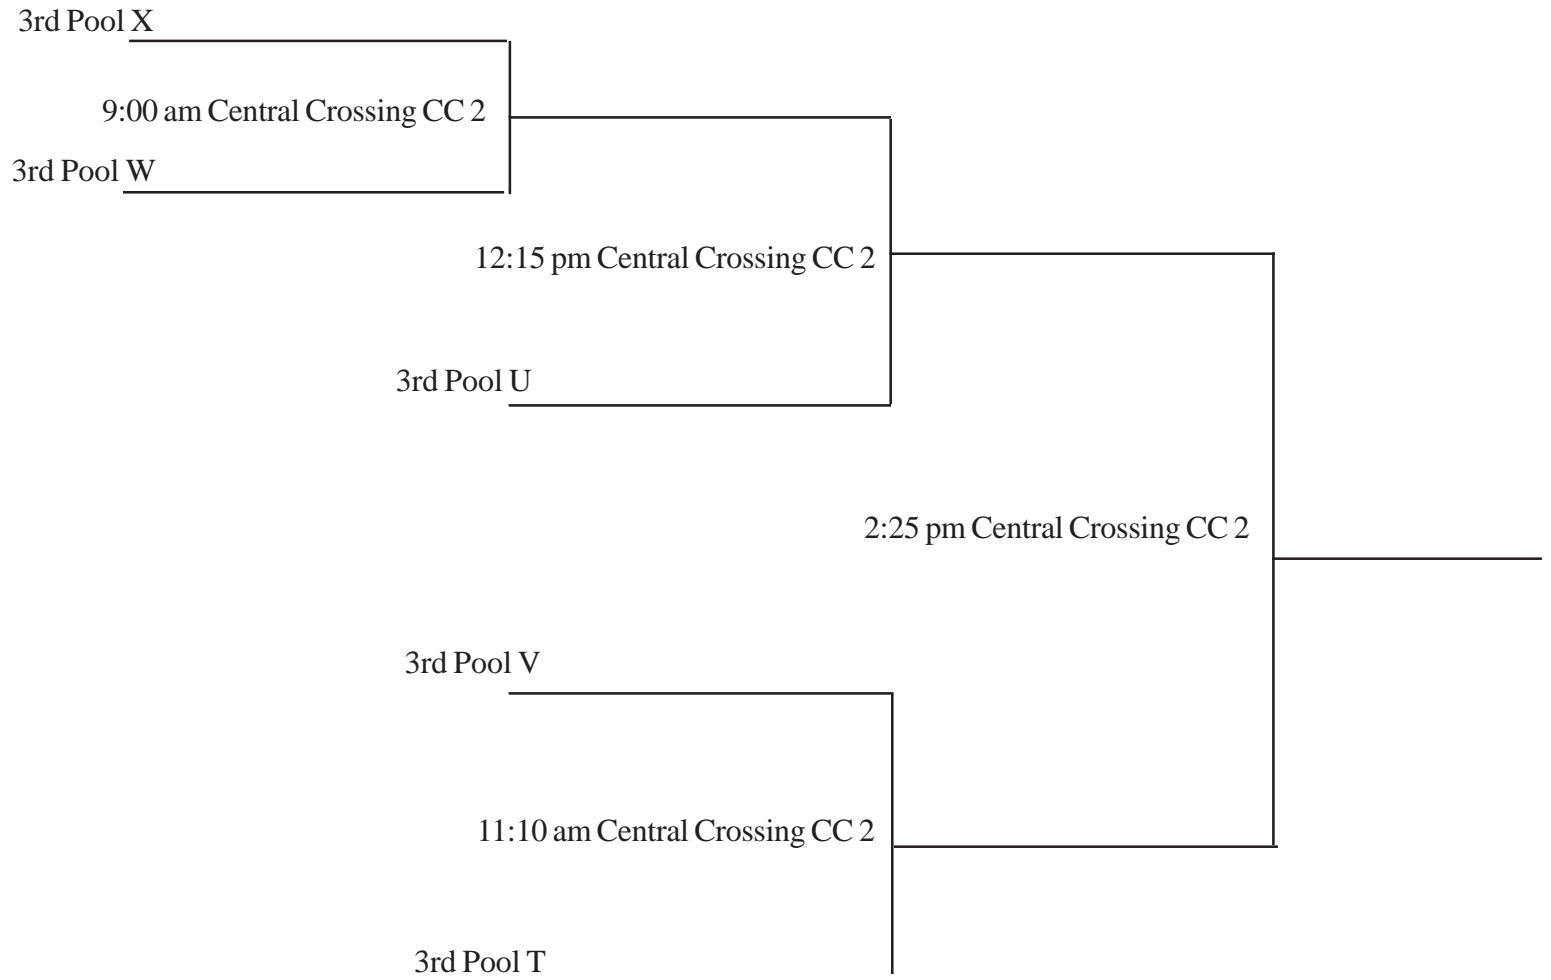 3rd Pool X
9:00 am Central Crossing CC 2
3rd Pool W
12:15 pm Central Crossing CC 2
3rd Pool U
2:25 pm Central Crossing CC 2
3rd Pool V
11:10 am Central Crossing CC 2
3rd Pool T